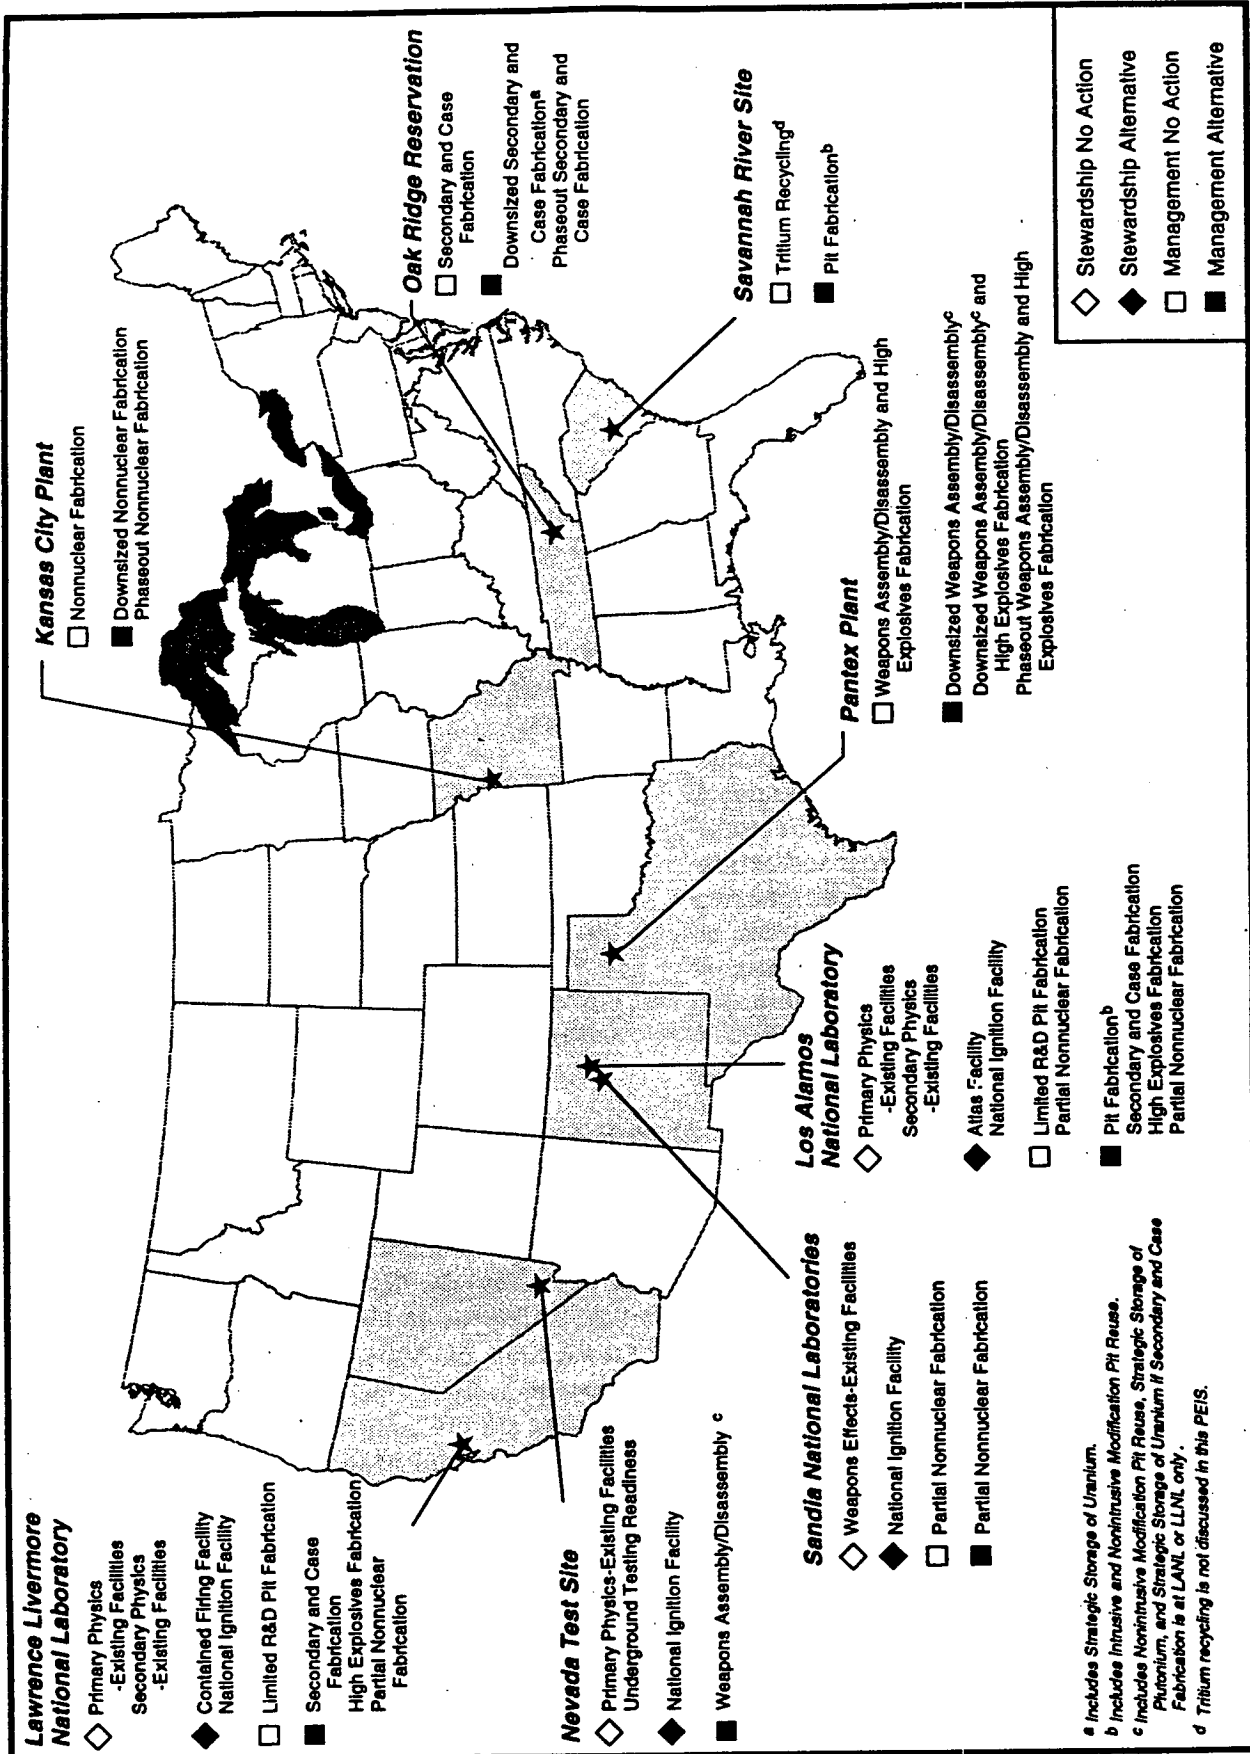 Lawrence Livermore
National Laboratory
Primary Physics
-Existing Facilities
Secondary Physics
-Existing Facilities
Contained Firing Facility
National Ignition Facility
Limited R&D Pit Fabrication
Secondary and Case
Fabrication
High Explosives Fabrication
Partial Nonnuclear
Fabrication
Nevada Test Site
Primary Physics-Existing Facilities
Underground Testing Readiness
National Ignition Facility
Weapons Assembly/Disassembly c
Sandia National Laboratories
Weapons Effects-Existing Facilities
National Ignition Facility
Partial Nonnuclear Fabrication
Partial Nonnuclear Fabrication
Los Alamos
National Laboratory
Primary Physics
-Existing Facilities
Secondary Physics
-Existing Facilities
Atlas Facility
National Ignition Facility
Limited R&D Pit Fabrication
Partial Nonnuclear Fabrication
Pit Fabricationb
Secondary and Case Fabrication
High Explosives Fabrication
Partial Nonnuclear Fabrication
Kansas City Plant
Nonnuclear Fabrication
Downsized Nonnuclear Fabrication
Phaseout Nonnuclear Fabrication
Pantex Plant
Weapons Assembly/Disassembly and High
Explosives Fabrication
Downsized Weapons Assembly/Disassemblyc
Downsized Weapons Assembly/Disassemblyc and
High Explosives Fabrication
Phaseout Weapons Assembly/Disassembly and High
Explosives Fabrication
Oak Ridge Reservation
Secondary and Case
Fabrication
Downsized Secondary and
Case Fabricationa
Phaseout Secondary and
Case Fabrication
Savannah River Site
Tritium Recyclingd
Pit Fabricationb
Stewardship No Action
Stewardship Alternative
Management No Action
Management Alternative
a Includes Strategic Storage of Uranium.
b Includes Intrusive and Nonintrusive Modification Pit Reuse.
c Includes Nonintrusive Modification Pit Reuse, Strategic Storage of
Plutonium, and Strategic Storage of Uranium if Secondary and Case
Fabrication is at LANL or LLNL only.
d Tritium recycling is not discussed in this PEIS.